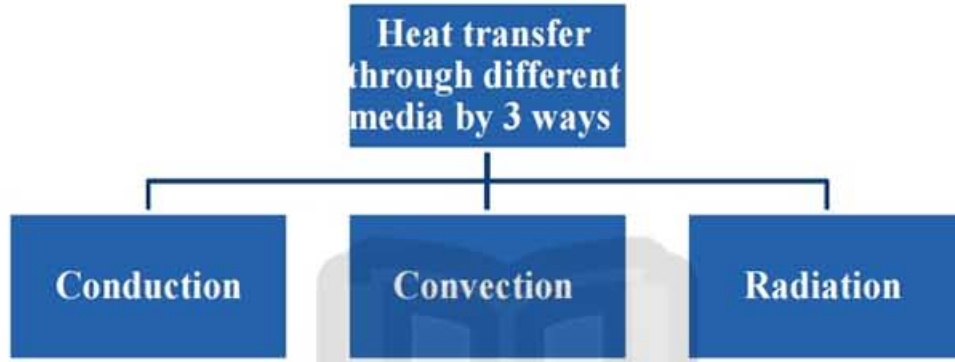 Heat transfer
through different
media by 3 ways
Conduction
Convection
Radiation